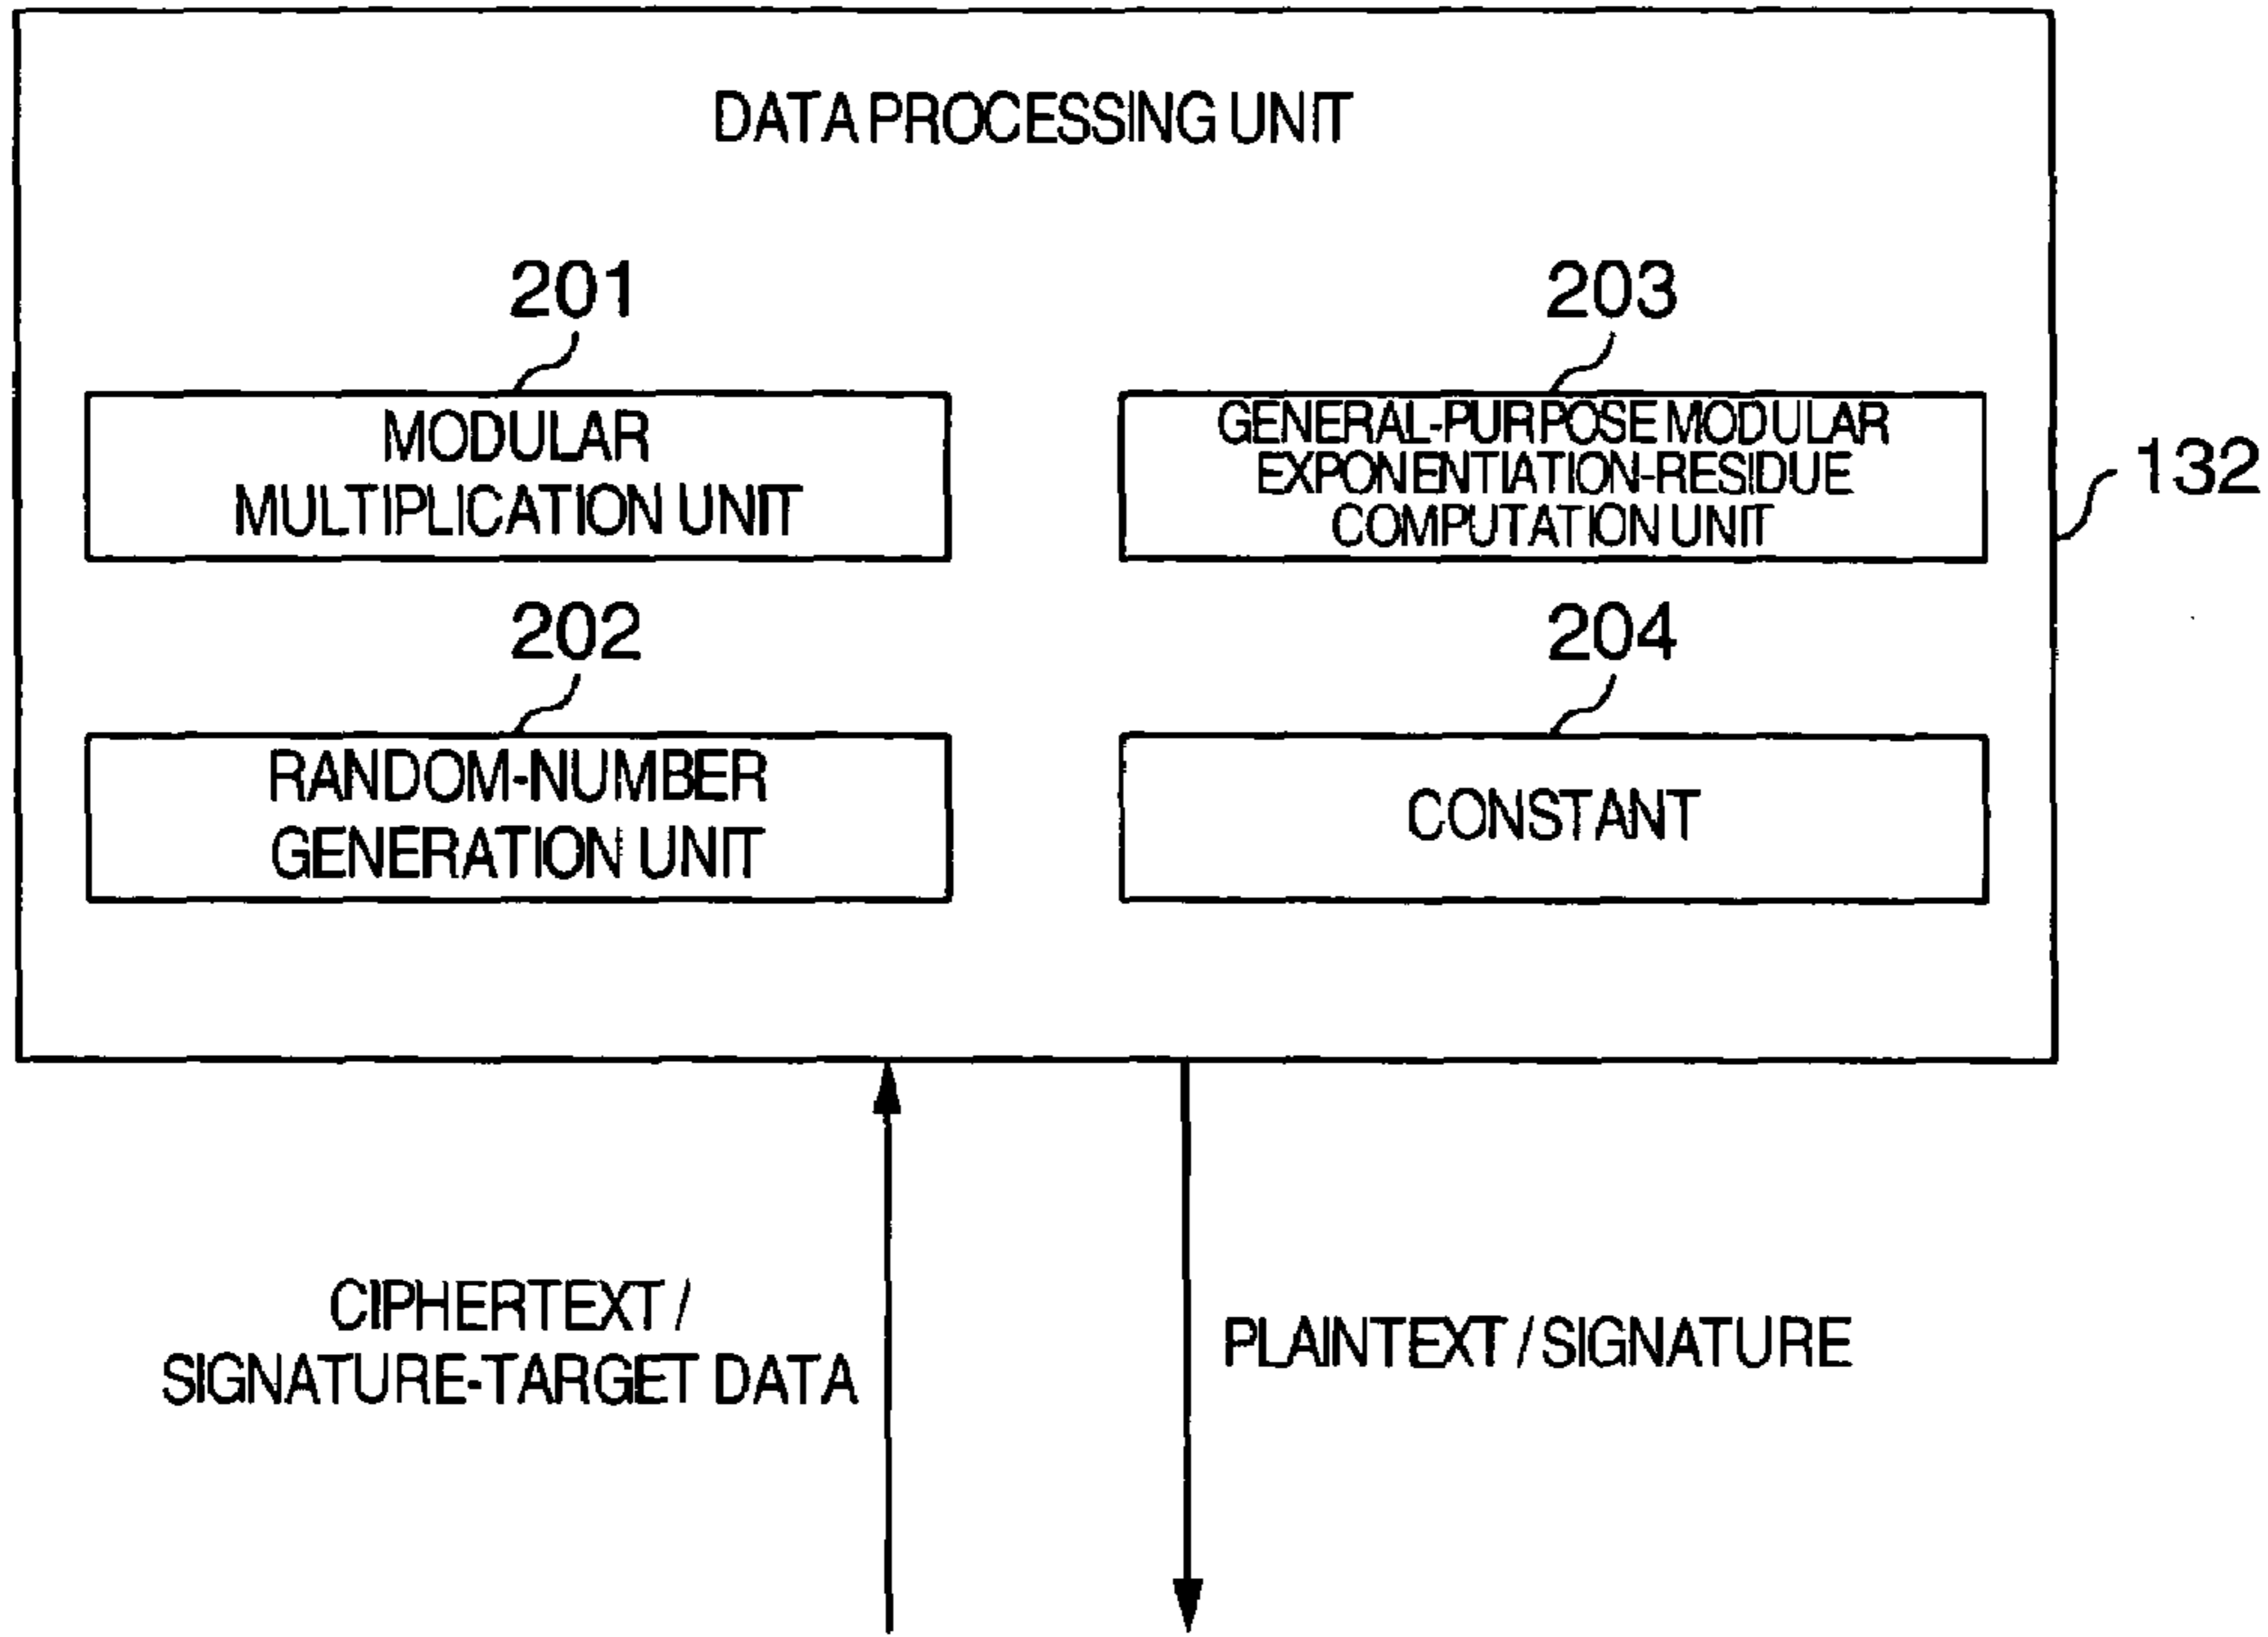 DATA PROCESSING UNIT
201
203
MODULAR
MULTIPLICATION UNIT
GENERAL-PURPOSE MODULAR
EXPONENTIATION-RESIDUE
COMPUTATION UNIT
132
202
204
RANDOM-NUMBER
GENERATION UNIT
CONSTANT
CIPHERTEXT /
SIGNATURE-TARGET DATA
PLAINTEXT / SIGNATURE